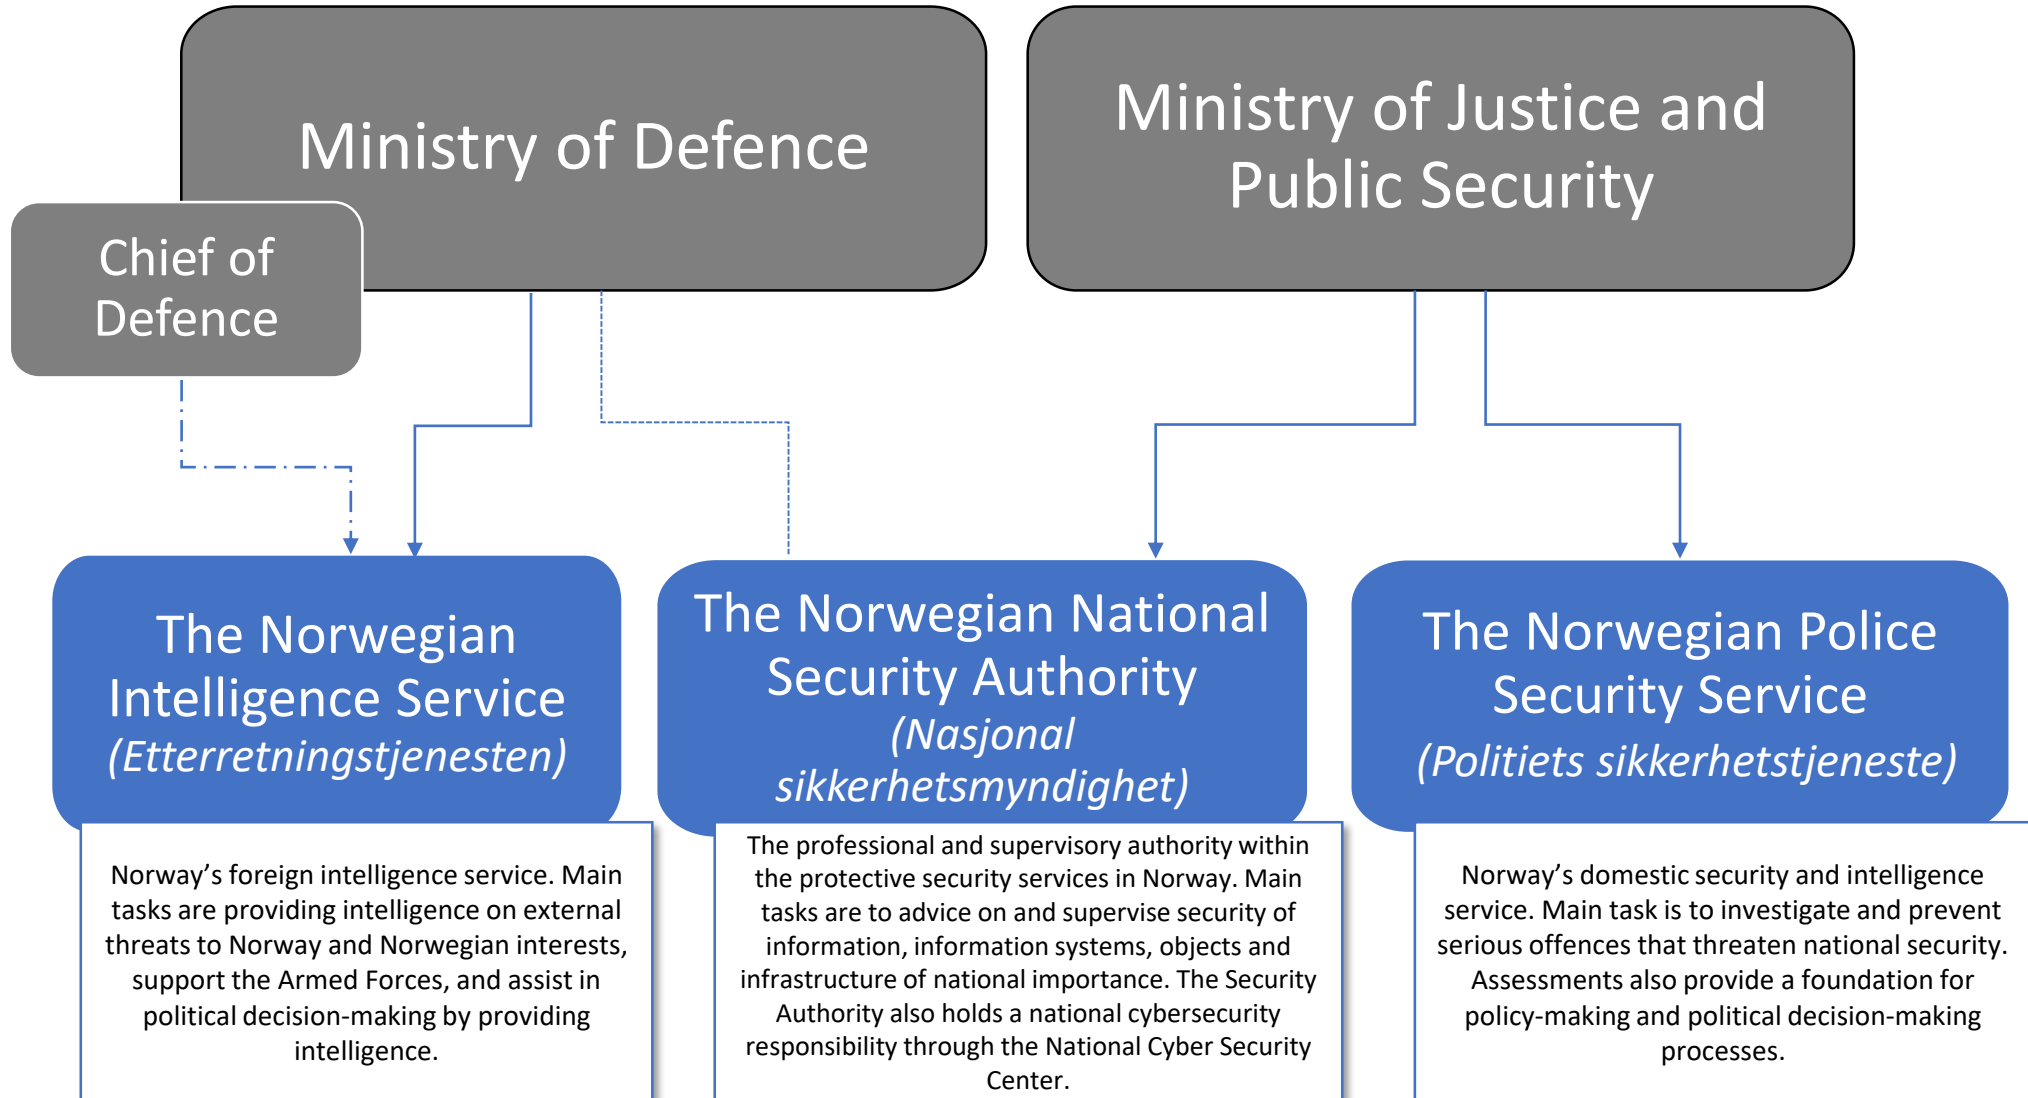 Ministry of Defence
Ministry of Justice and
Public Security
Chief of
Defence
The Norwegian
Intelligence Service
(Etterretningstjenesten)
The Norwegian National
Security Authority
(Nasjonal
sikkerhetsmyndighet)
The Norwegian Police
Security Service
(Politiets sikkerhetstjeneste)
Norway’s foreign intelligence service. Main
tasks are providing intelligence on external
threats to Norway and Norwegian interests,
support the Armed Forces, and assist in
political decision-making by providing
intelligence.
The professional and supervisory authority within
the protective security services in Norway. Main
tasks are to advice on and supervise security of
information, information systems, objects and
infrastructure of national importance. The Security
Authority also holds a national cybersecurity
responsibility through the National Cyber Security
Center.
Norway’s domestic security and intelligence
service. Main task is to investigate and prevent
serious offences that threaten national security.
Assessments also provide a foundation for
policy-making and political decision-making
processes.